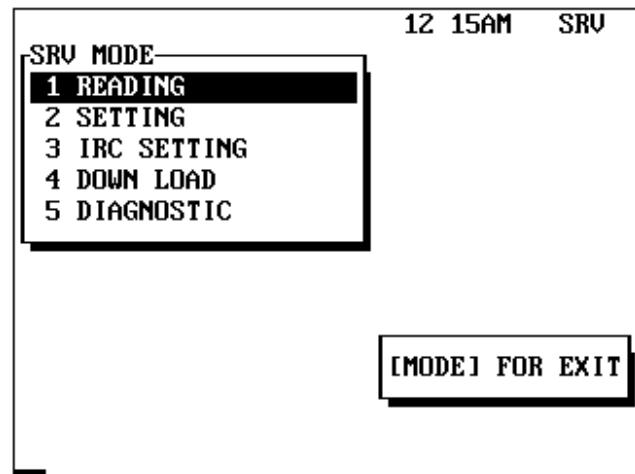 12 15AM SRV
SRV MODE
1 READING
2 SETTING
3 IRC SETTING
4 DOWN LOAD
5 DIAGNOSTIC
[MODE] FOR EXIT